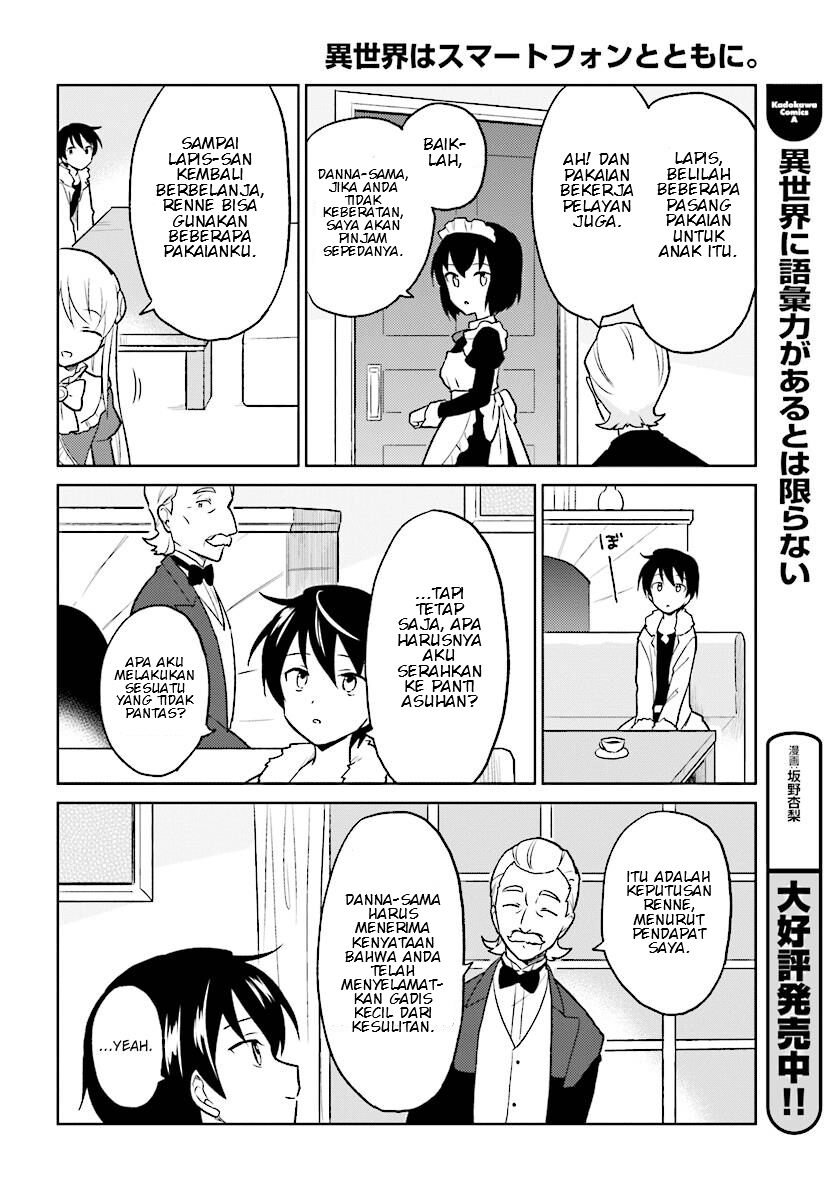 異世界はスマートフォンとともに。
Kadokawa
Comics
A
異世界に語彙力があるとは限らない
漫画:坂野杏梨
大好評発売中!!
LAPIS,
BELILAH
BEBERAPA
PASANG
PAKAIAN
UNTUK
ANAK ITU.
AH! DAN
PAKAIAN
BEKERJA
PELAYAN
JUGA.
BAIK-
LAH,
DANNA-SAMA,
JIKA ANDA
TIDAK
KEBERATAN,
SAYA AKAN
PINJAM
SEPEDANYA.
SAMPAI
LAPIS-SAN
KEMBALI
BERBELANJA,
RENNE BISA
GUNAKAN
BEBERAPA
PAKAIANKU.
ぼ
...TAPI
TETAP
SAJA, APA
HARUSNYA
AKU
SERAHKAN
KE PANTI
ASUHAN?
APA AKU
MELAKUKAN
SESUATU
YANG TIDAK
PANTAS?
ITU ADALAH
KEPUTUSAN
RENNE,
MENURUT
PENDAPAT
SAYA.
DANNA-SAMA
HARUS
MENERIMA
KENYATAAN
BAHWA ANDA
TELAH
MENYELAMAT-
KAN GADIS
KECIL DARI
KESULITAN.
...YEAH.